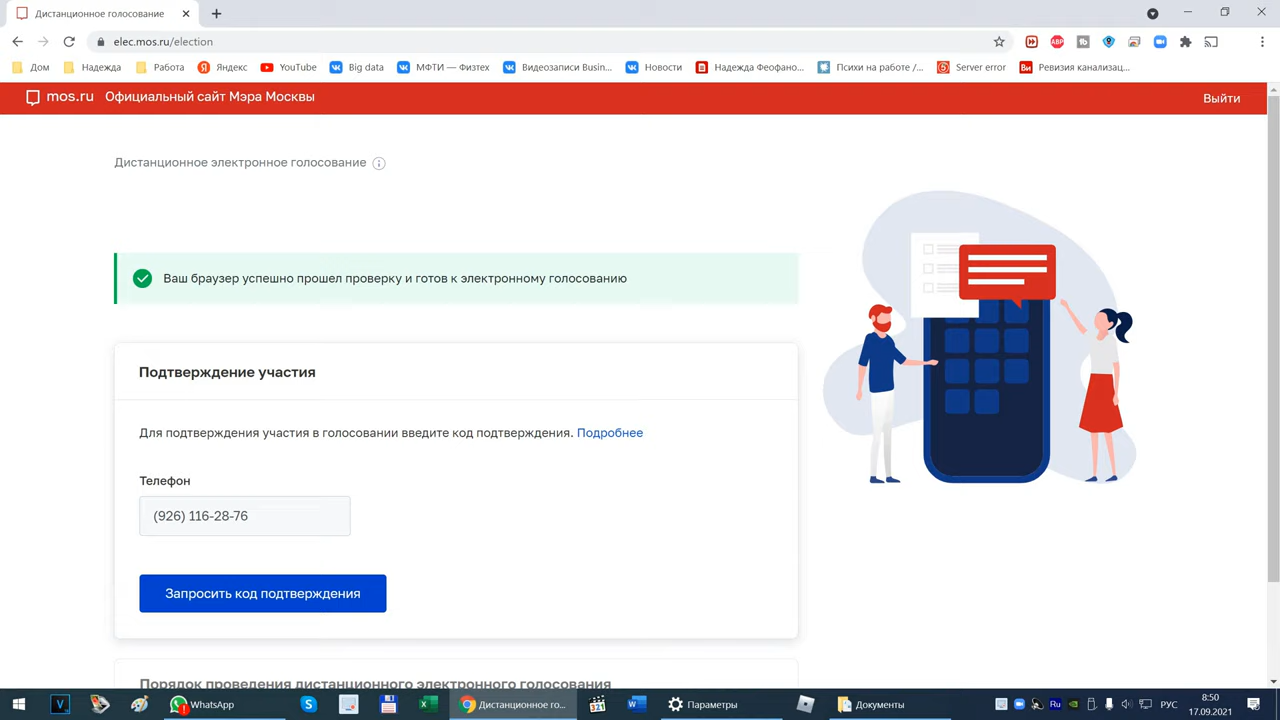 Дистанционное голосование
elec.mos.ru/election
ABP
Дом
Надежда
Работа
Яндекс
YouTube
Big data
МФТИ — Физтех
Видеозаписи Busin...
Новости
Надежда Феофано...
Психи на работе /...
Server error
Ревизия канализац...
mos.ru Официальный сайт Мэра Москвы
Выйти
Дистанционное электронное голосование
Ваш браузер успешно прошел проверку и готов к электронному голосованию
Подтверждение участия
Для подтверждения участия в голосовании введите код подтверждения. Подробнее
Телефон
(926) 116-28-76
Запросить код подтверждения
Порядок проведения дистанционного электронного голосования
WhatsApp
Дистанционное го...
Параметры
Документы
РУС
8:50
17.09.2021